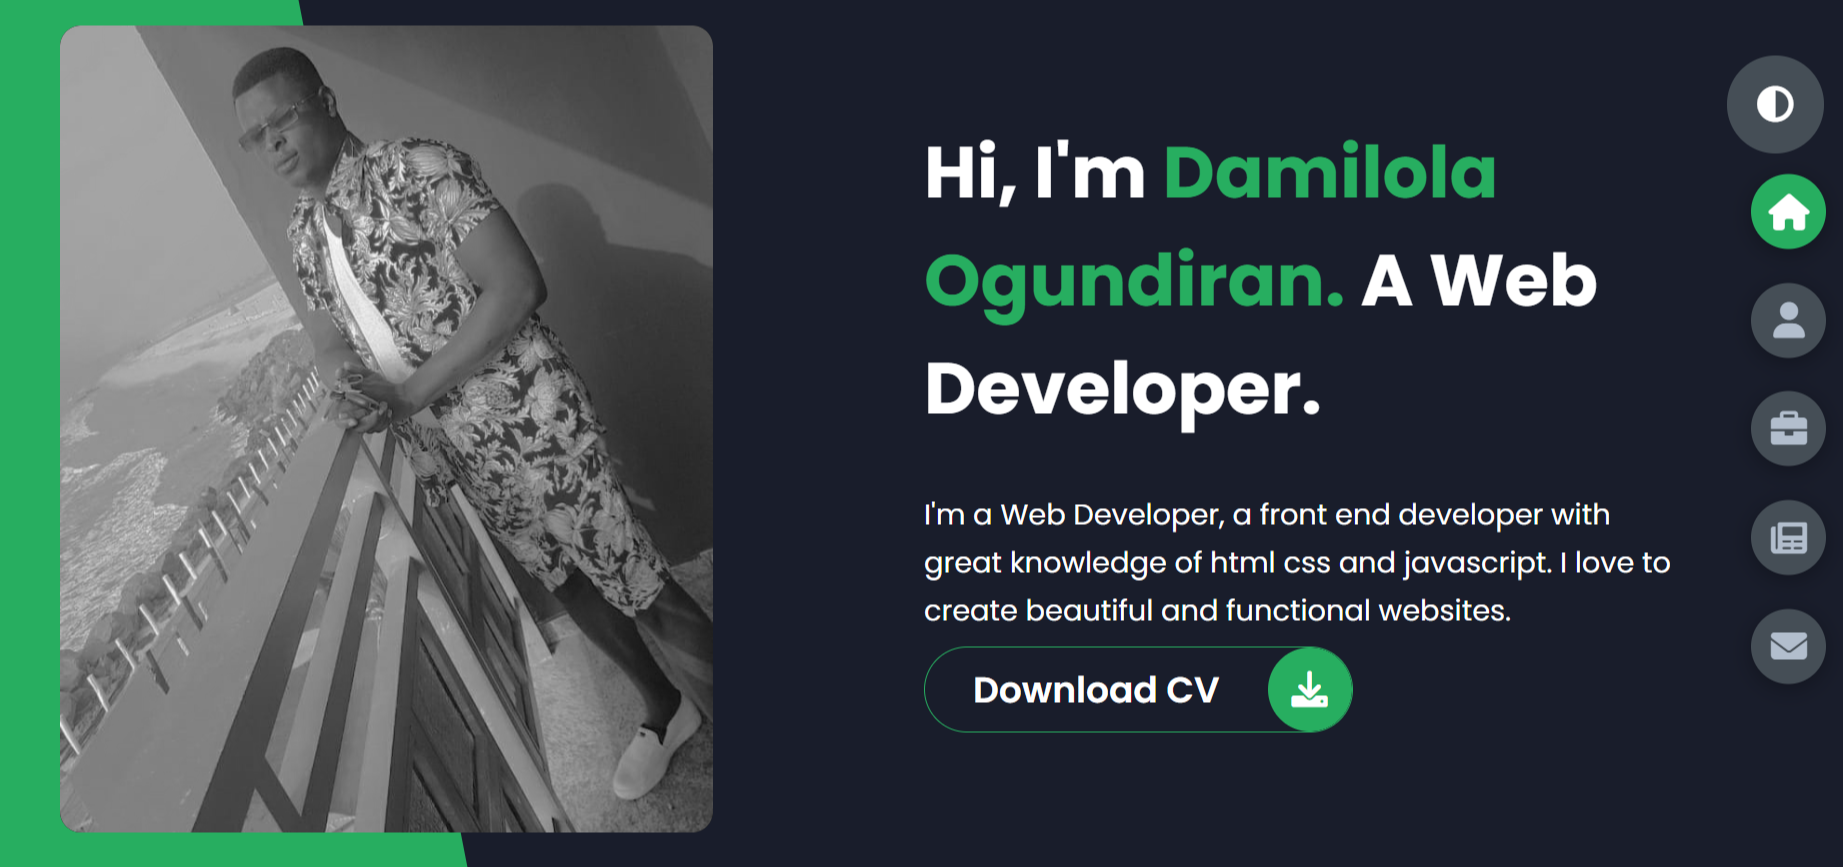 Hi, I'm Damilola
Ogundiran. A Web
Developer.
I'm a Web Developer, a front end developer with
great knowledge of html css and javascript. I love to
create beautiful and functional websites.
Download CV